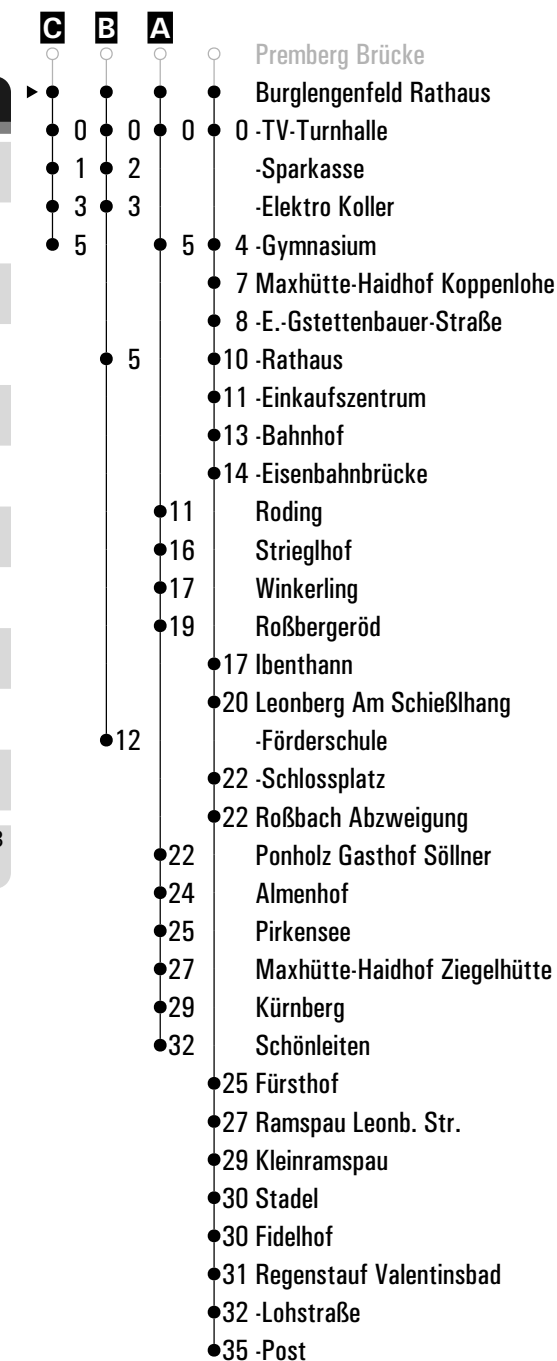 C B A
Premberg Brücke
Burglengenfeld Rathaus
0 0 0 0 -TV-Turnhalle
1 2 -Sparkasse
3 3 -Elektro Koller
5 5 4 -Gymnasium
7 Maxhütte-Haidhof Koppenlohe
8 -E.-Gstettenbauer-Straße
5 10 -Rathaus
11 -Einkaufszentrum
13 -Bahnhof
14 -Eisenbahnbrücke
11 Roding
16 Strieglhof
17 Winkerling
19 Roßbergeröd
17 Ibenthann
20 Leonberg Am Schießlhang
12 -Förderschule
22 -Schlossplatz
22 Roßbach Abzweigung
22 Ponholz Gasthof Söllner
24 Almenhof
25 Pirkensee
27 Maxhütte-Haidhof Ziegelhütte
29 Kürnberg
32 Schönleiten
25 Fürsthof
27 Ramspau Leonb. Str.
29 Kleinramspau
30 Stadel
30 Fidelhof
31 Regenstauf Valentinsbad
32 -Lohstraße
35 -Post